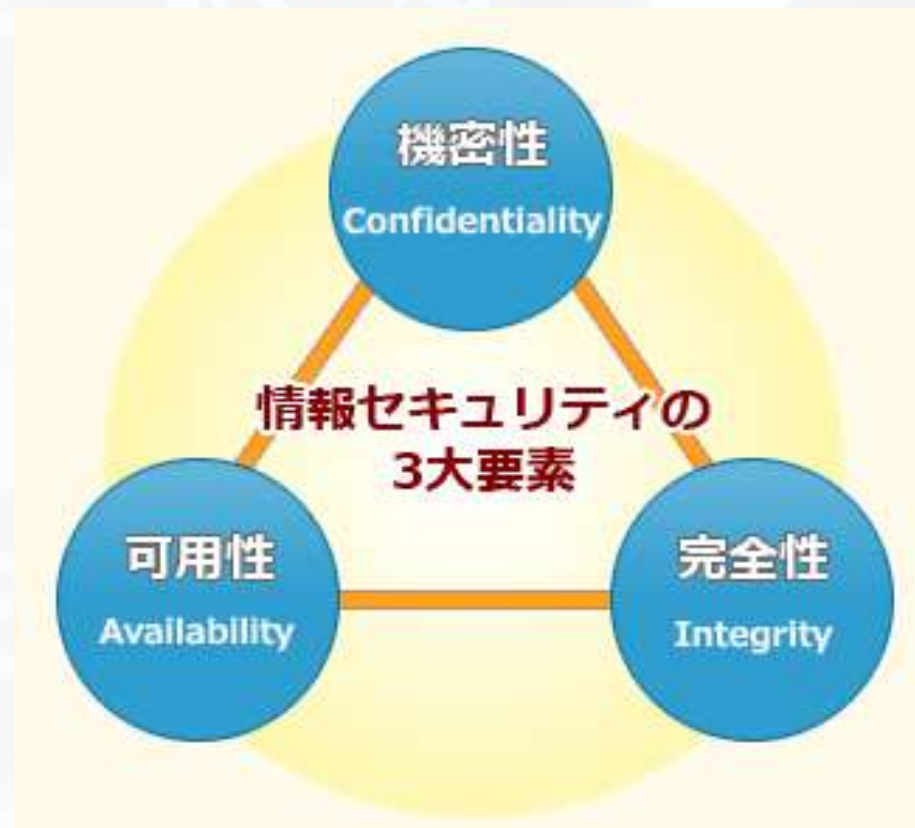 機密性
Confidentiality
情報セキュリティの
3大要素
可用性
Availability
完全性
Integrity